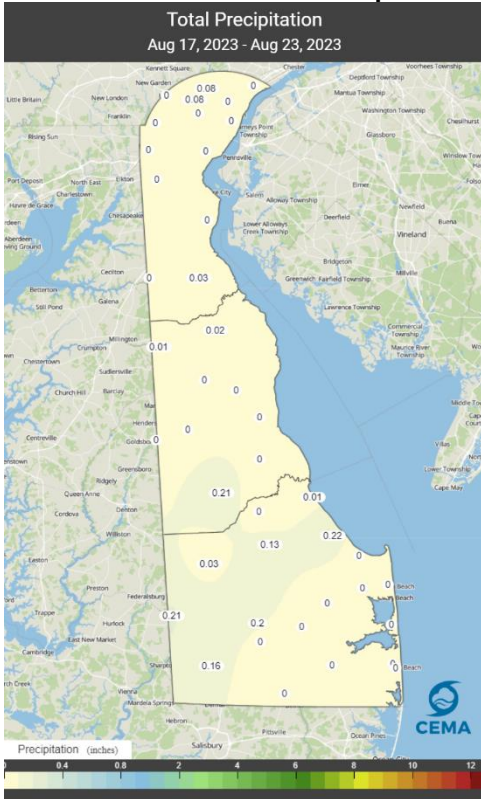 Total Precipitation
Aug 17, 2023 - Aug 23, 2023
Kennett Square
Chester
Voorhees Township
New Garden
0.08
0
Deptford Township
Little Britain
New London
0
0.08
0
Mantua Township
Franklin
0
Washington Township
0
0
Chesilhurst
Rising Sun
Glassboro
0
0
Pennsville
Winslow Tow
Port Deposit
North East
Elkton
0
Elmer
Charlestown
Salem
Alloway Township
Havre de Grace
Newfield
Chesapeake
0
Lower Alloways
Creek Township
Deerfield
Buena
Aberdeen
Vineland
Bridgeton
Cecilton
0
0.03
Greenwich
Fairfield Township
Millville
Betterton
Still Pond
Galena
Lawrence Township
0.02
Commercial
Township
Millington
Crumpton
0.01
Maurice River
Township
Chestertown
Sudlersville
0
0
Church Hill
Barclay
0
Centreville
0
0
Goldsbo
Villas
Greensboro
0
Lower Township
Ridgely
Cape May
Queen Anne
0.21
0.01
Cordova
Denton
0
Williston
0.22
0.13
Easton
0.03
0
Preston
0
0
Beach
Federalsburg
Beach
Trappe
0
0.21
Hurlock
0.2
0
0
East New Market
0
Cambridge
Sharpto
0.16
0
0
0
Beach
Vienna
Mardela Springs
0
Hebron
CEMA
Pittsville
Ocean Pines
Salisbury
Precipitation (inches)
0.4
0.8
2
4
6
8
10
12